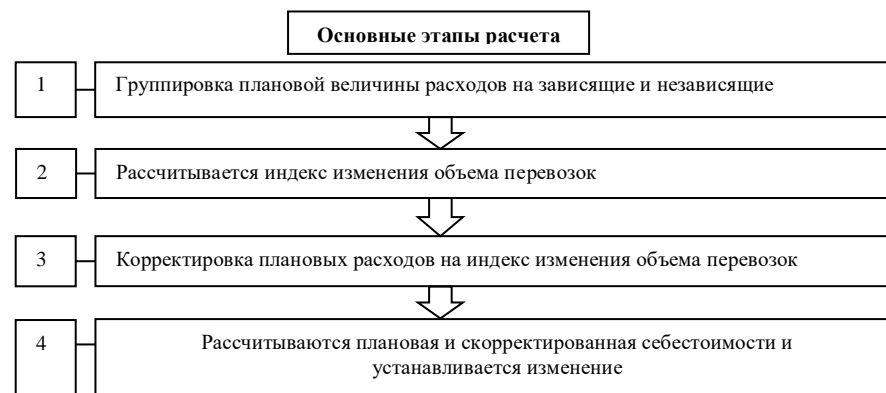 Основные этапы расчета
1 Группировка плановой величины расходов на зависящие и независящие
2 Рассчитывается индекс изменения объема перевозок
3 Корректировка плановых расходов на индекс изменения объема перевозок
4 Рассчитываются плановая и скорректированная себестоимости и
устанавливается изменение